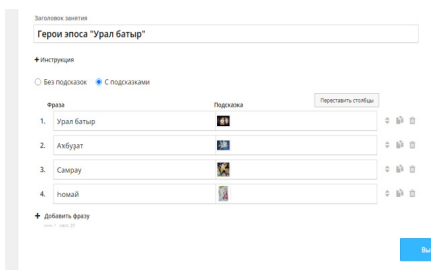 Заголовок занятия
Герои эпоса "Урал батыр"
+ Инструкция
Без подсказок С подсказками
Переставить столбцы
Фраза Подсказка
1. Урал батыр
2. Ахбузат
3. Самрау
4. Һомай
+ Добавить фразу